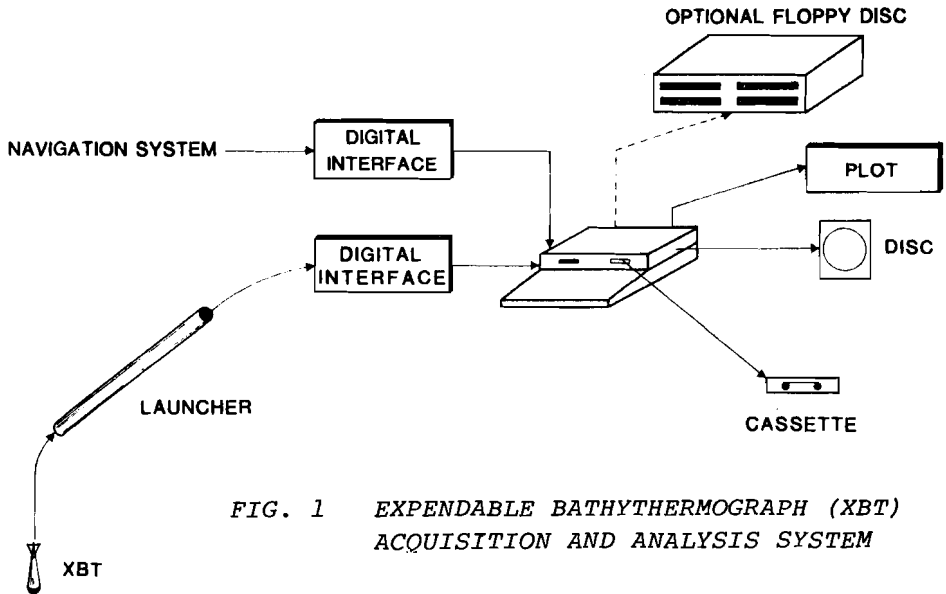 OPTIONAL FLOPPY DISC
NAVIGATION SYSTEM
DIGITAL
INTERFACE
PLOT
DIGITAL
INTERFACE
DISC
LAUNCHER
CASSETTE
XBT
FIG. 1 EXPENDABLE BATHYTHERMOGRAPH (XBT)
ACQUISITION AND ANALYSIS SYSTEM